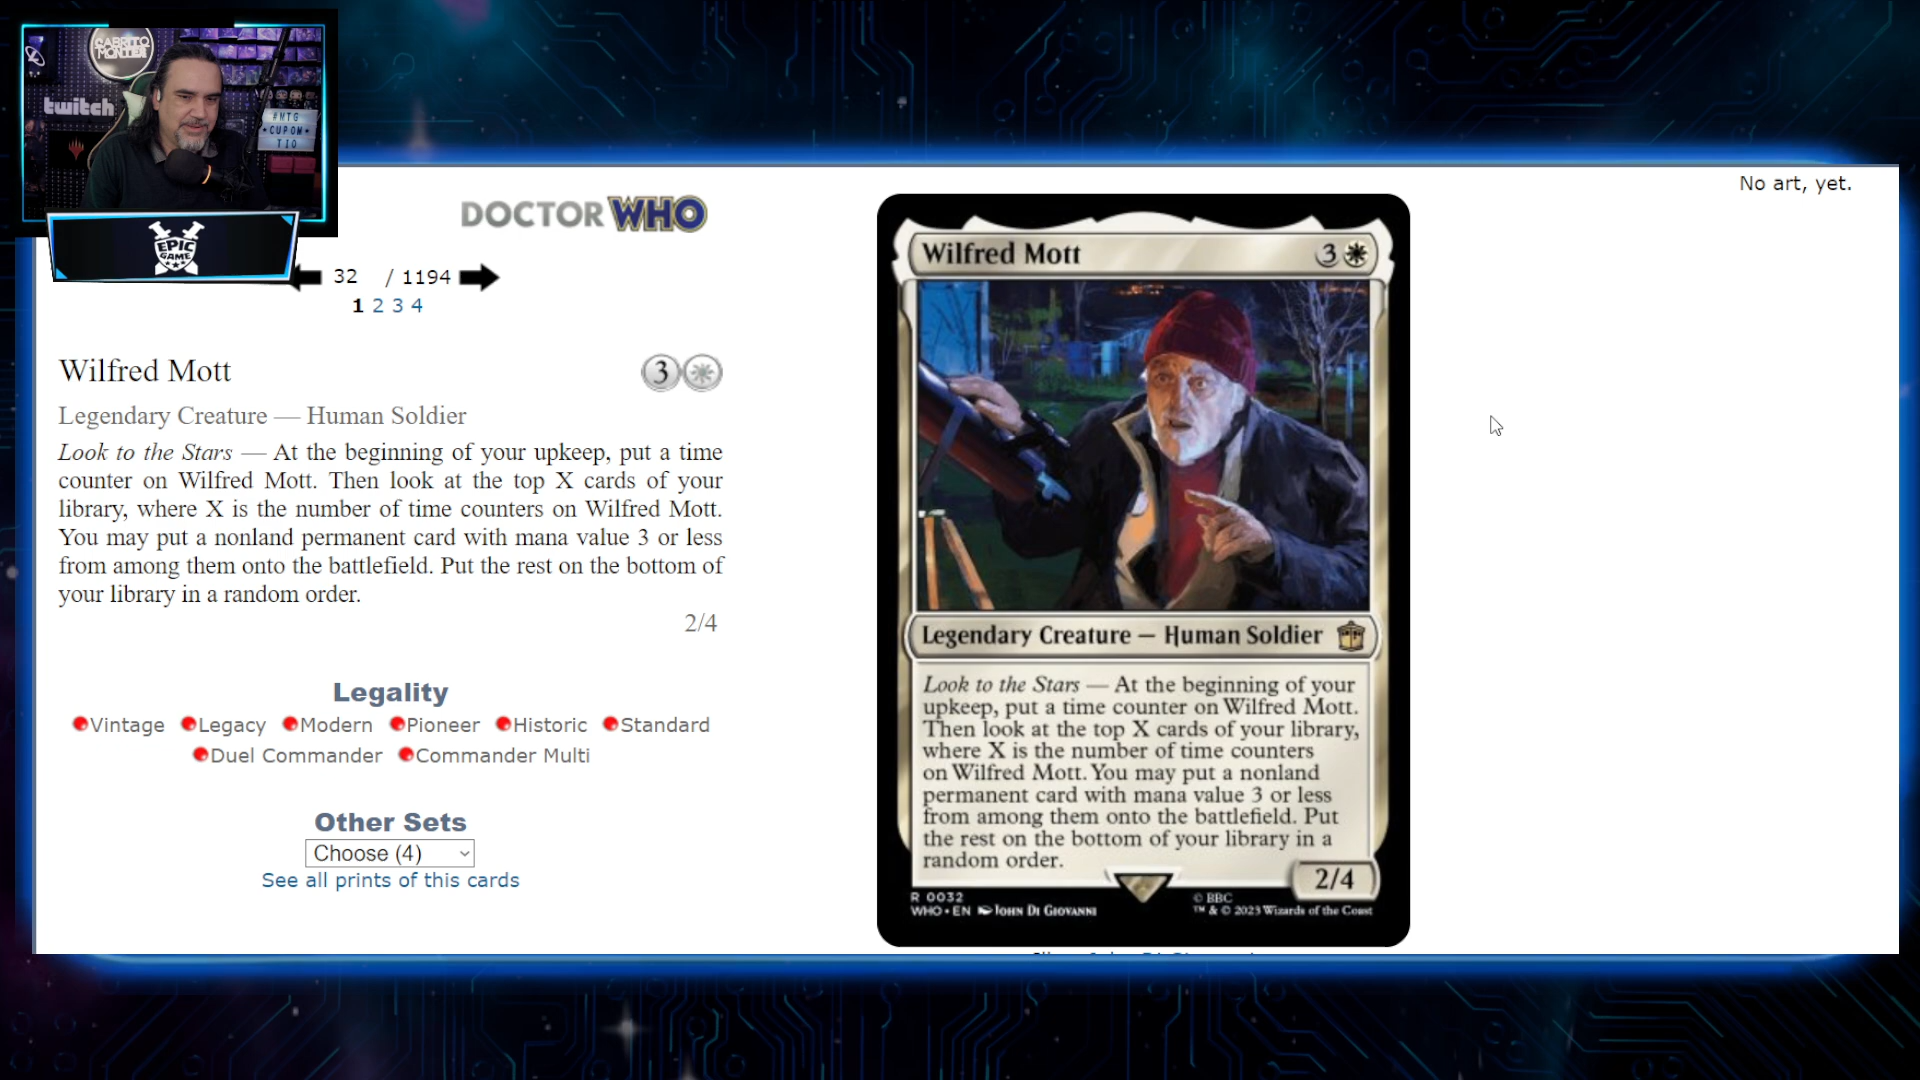 CABRITO
MONTEIRO
twitch
#MTG
CUPOM
TIO
EPIC
GAME
No art, yet.
DOCTOR WHO
32 / 1194
1 2 3 4
Wilfred Mott 3
Legendary Creature — Human Soldier
Look to the Stars — At the beginning of your upkeep, put a time
counter on Wilfred Mott. Then look at the top X cards of your
library, where X is the number of time counters on Wilfred Mott.
You may put a nonland permanent card with mana value 3 or less
from among them onto the battlefield. Put the rest on the bottom of
your library in a random order.
2/4
Legality
Vintage Legacy Modern Pioneer Historic Standard
Duel Commander Commander Multi
Other Sets
Choose (4)
See all prints of this cards
Wilfred Mott 3
Legendary Creature — Human Soldier
Look to the Stars — At the beginning of your
upkeep, put a time counter on Wilfred Mott.
Then look at the top X cards of your library,
where X is the number of time counters
on Wilfred Mott. You may put a nonland
permanent card with mana value 3 or less
from among them onto the battlefield. Put
the rest on the bottom of your library in a
random order.
2/4
R 0032
WHO • EN John Di Giovanni
© BBC
™ & © 2023 Wizards of the Coast